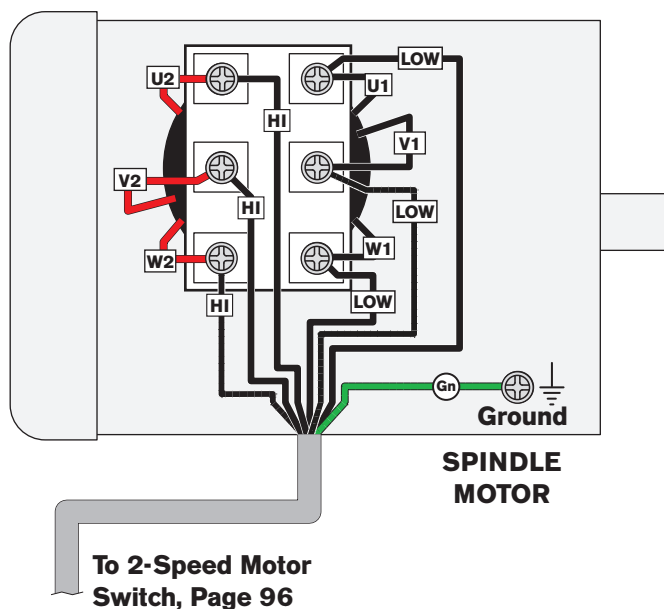 LOW
U2
U1
HI
V1
V2
HI
LOW
W1
W2
HI
LOW
Gn
Ground
SPINDLE
MOTOR
To 2-Speed Motor
Switch, Page 96